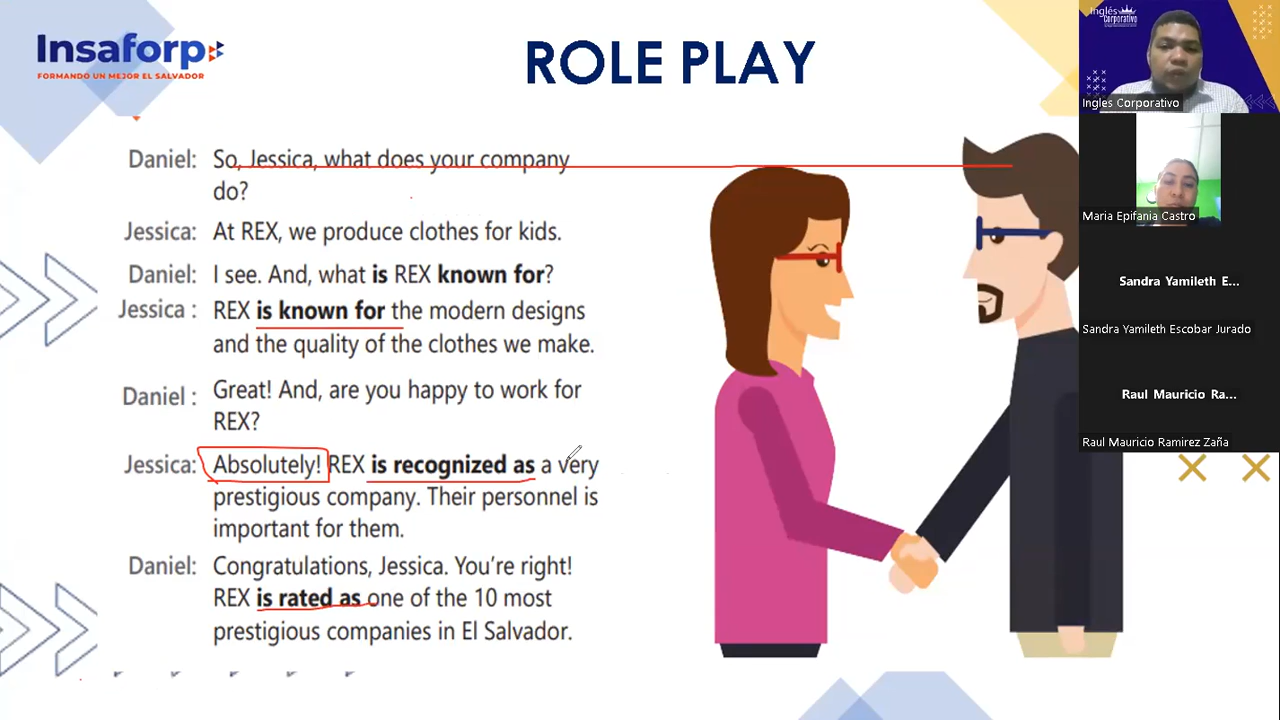 Insaforp
FORMANDO UN MEJOR EL SALVADOR
ROLE PLAY
Daniel: So, Jessica, what does your company
do?
Jessica: At REX, we produce clothes for kids.
Daniel: I see. And, what is REX known for?
Jessica : REX is known for the modern designs
and the quality of the clothes we make.
Daniel : Great! And, are you happy to work for
REX?
Jessica: Absolutely! REX is recognized as a very
prestigious company. Their personnel is
important for them.
Daniel: Congratulations, Jessica. You're right!
REX is rated as one of the 10 most
prestigious companies in El Salvador.
Inglés
Corporativo
Ingles Corporativo
Maria Epifania Castro
Sandra Yamileth E...
Sandra Yamileth Escobar Jurado
Raul Mauricio Ra...
Raul Mauricio Ramirez Zaña